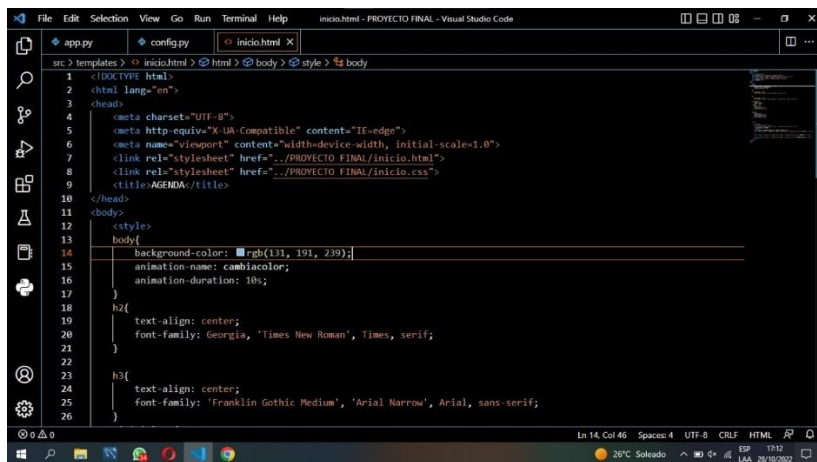 File Edit Selection View Go Run Terminal Help inicio.html - PROYECTO FINAL - Visual Studio Code
app.py config.py inicio.html
src > templates > inicio.html > html > body > style > body
1 <!DOCTYPE html>
2 <html lang="en">
3 <head>
4 <meta charset="UTF-8">
5 <meta http-equiv="X-UA-Compatible" content="IE=edge">
6 <meta name="viewport" content="width=device-width, initial-scale=1.0">
7 <link rel="stylesheet" href="../PROYECTO FINAL/inicio.html">
8 <link rel="stylesheet" href="../PROYECTO FINAL/inicio.css">
9 <title>AGENDA</title>
10 </head>
11 <body>
12 <style>
13 body{
14 background-color: rgb(131, 191, 239);
15 animation-name: cambiacolor;
16 animation-duration: 10s;
17 }
18 h2{
19 text-align: center;
20 font-family: Georgia, 'Times New Roman', Times, serif;
21 }
22
23 h3{
24 text-align: center;
25 font-family: 'Franklin Gothic Medium', 'Arial Narrow', Arial, sans-serif;
26 }
0 0 Ln 14, Col 46 Spaces: 4 UTF-8 CRLF HTML
26°C Soleado ESP 17:12
LAA 28/10/2022